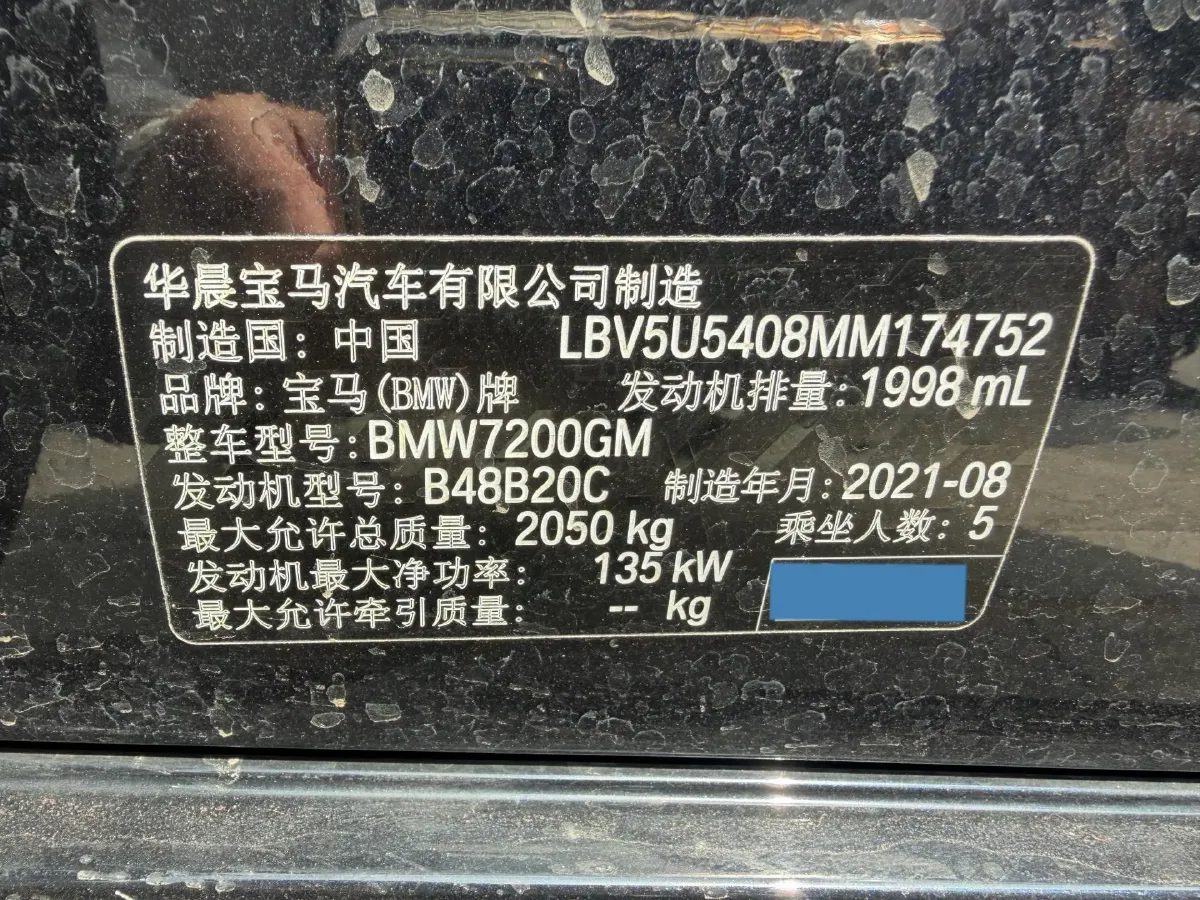 华晨宝马汽车有限公司制造
制造国：中国 LBV5U5408MM174752
品牌：宝马(BMW)牌 发动机排量：1998 mL
整车型号：BMW7200GM
发动机型号：B48B20C 制造年月：2021-08
最大允许总质量：2050 kg 乘坐人数：5
发动机最大净功率：135 kW
最大允许牵引质量：-- kg